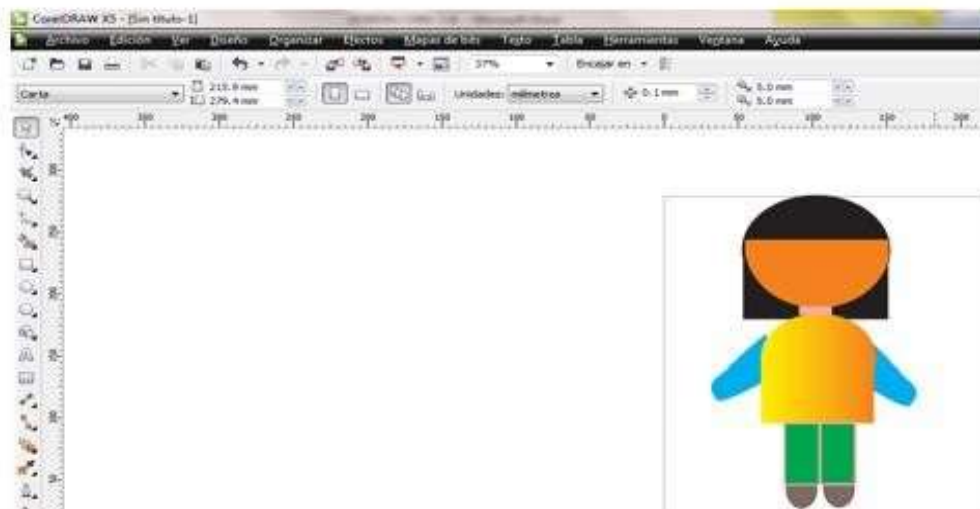 CorelDRAW X5 - [Sin título-1]
Archivo Edición Ver Diseño Organizar Efectos Mapas de bits Texto Tabla Herramientas Ventana Ayuda
37% Encajar en
Carta 215.9 mm Unidades: milímetros 0.1 mm 5.0 mm
279.4 mm 5.0 mm